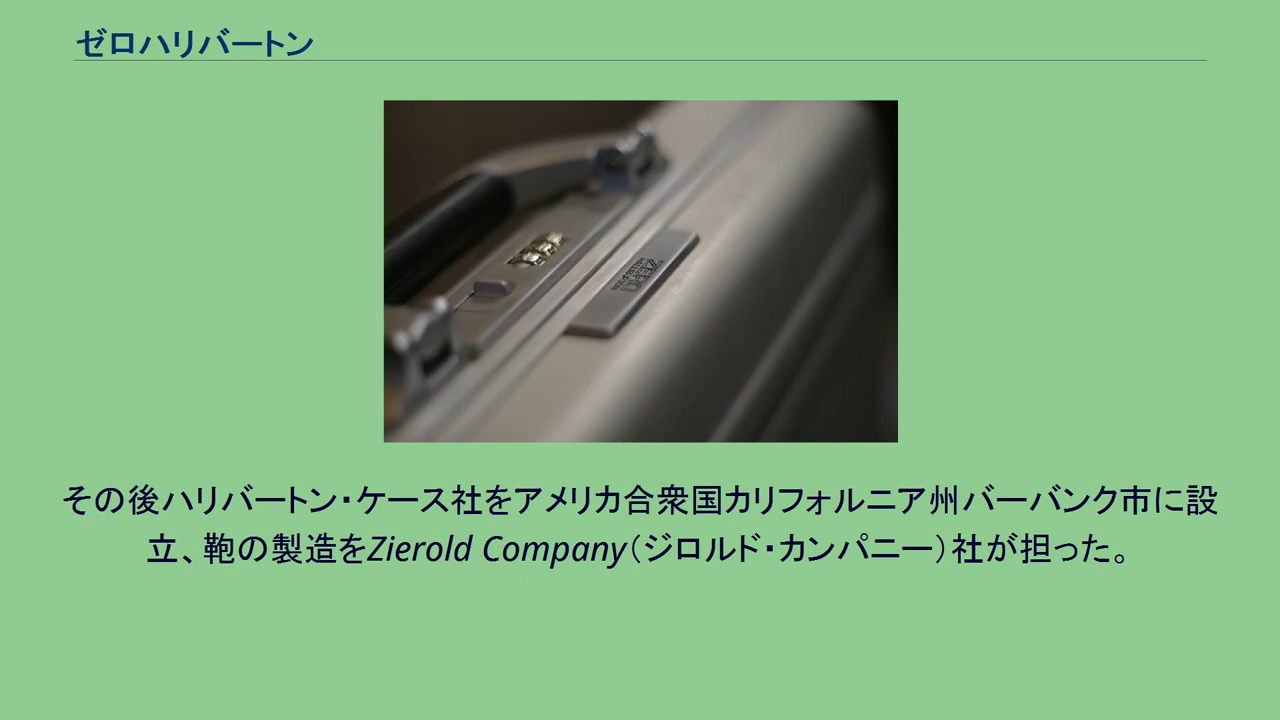 ゼロハリバートン
ZERO
HALLIBURTON
その後ハリバートン・ケース社をアメリカ合衆国カリフォルニア州バーバンク市に設
立、鞄の製造をZierold Company（ジロルド・カンパニー）社が担った。